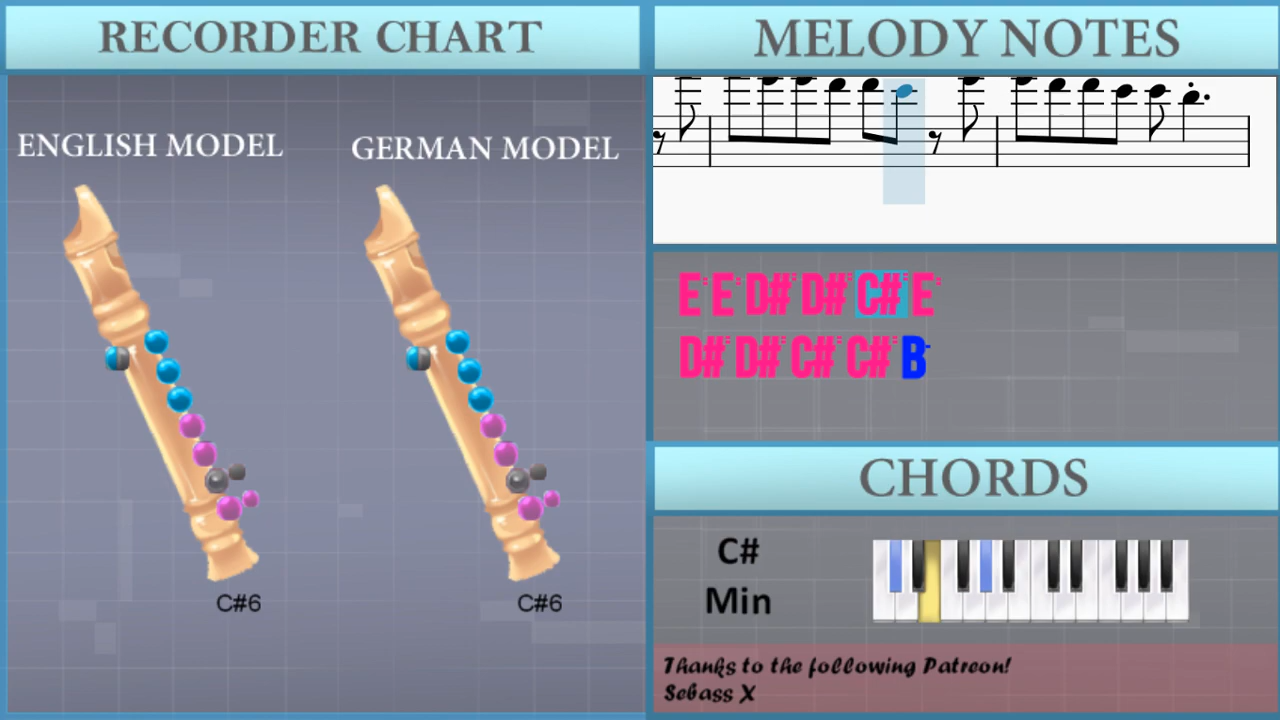 RECORDER CHART
MELODY NOTES
ENGLISH MODEL
GERMAN MODEL
E E D# D# C# E
D# D# C# C# B
CHORDS
C#
Min
C#6
C#6
Thanks to the following Patreon!
Sebass X